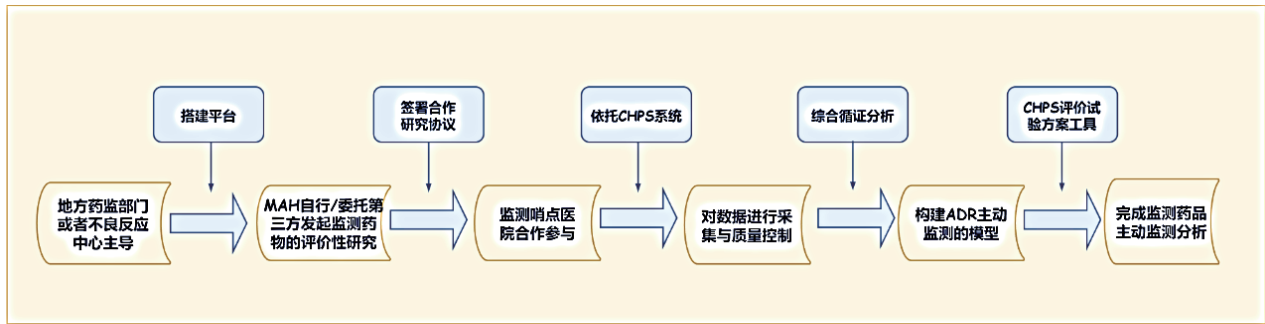 搭建平台
签署合作
研究协议
依托CHPS系统
综合循证分析
CHPS评价试
验方案工具
地方药监部门
或者不良反应
中心主导
MAH自行/委托第
三方发起监测药
物的评价性研究
监测哨点医
院合作参与
对数据进行采
集与质量控制
构建ADR主动
监测的模型
完成监测药品
主动监测分析